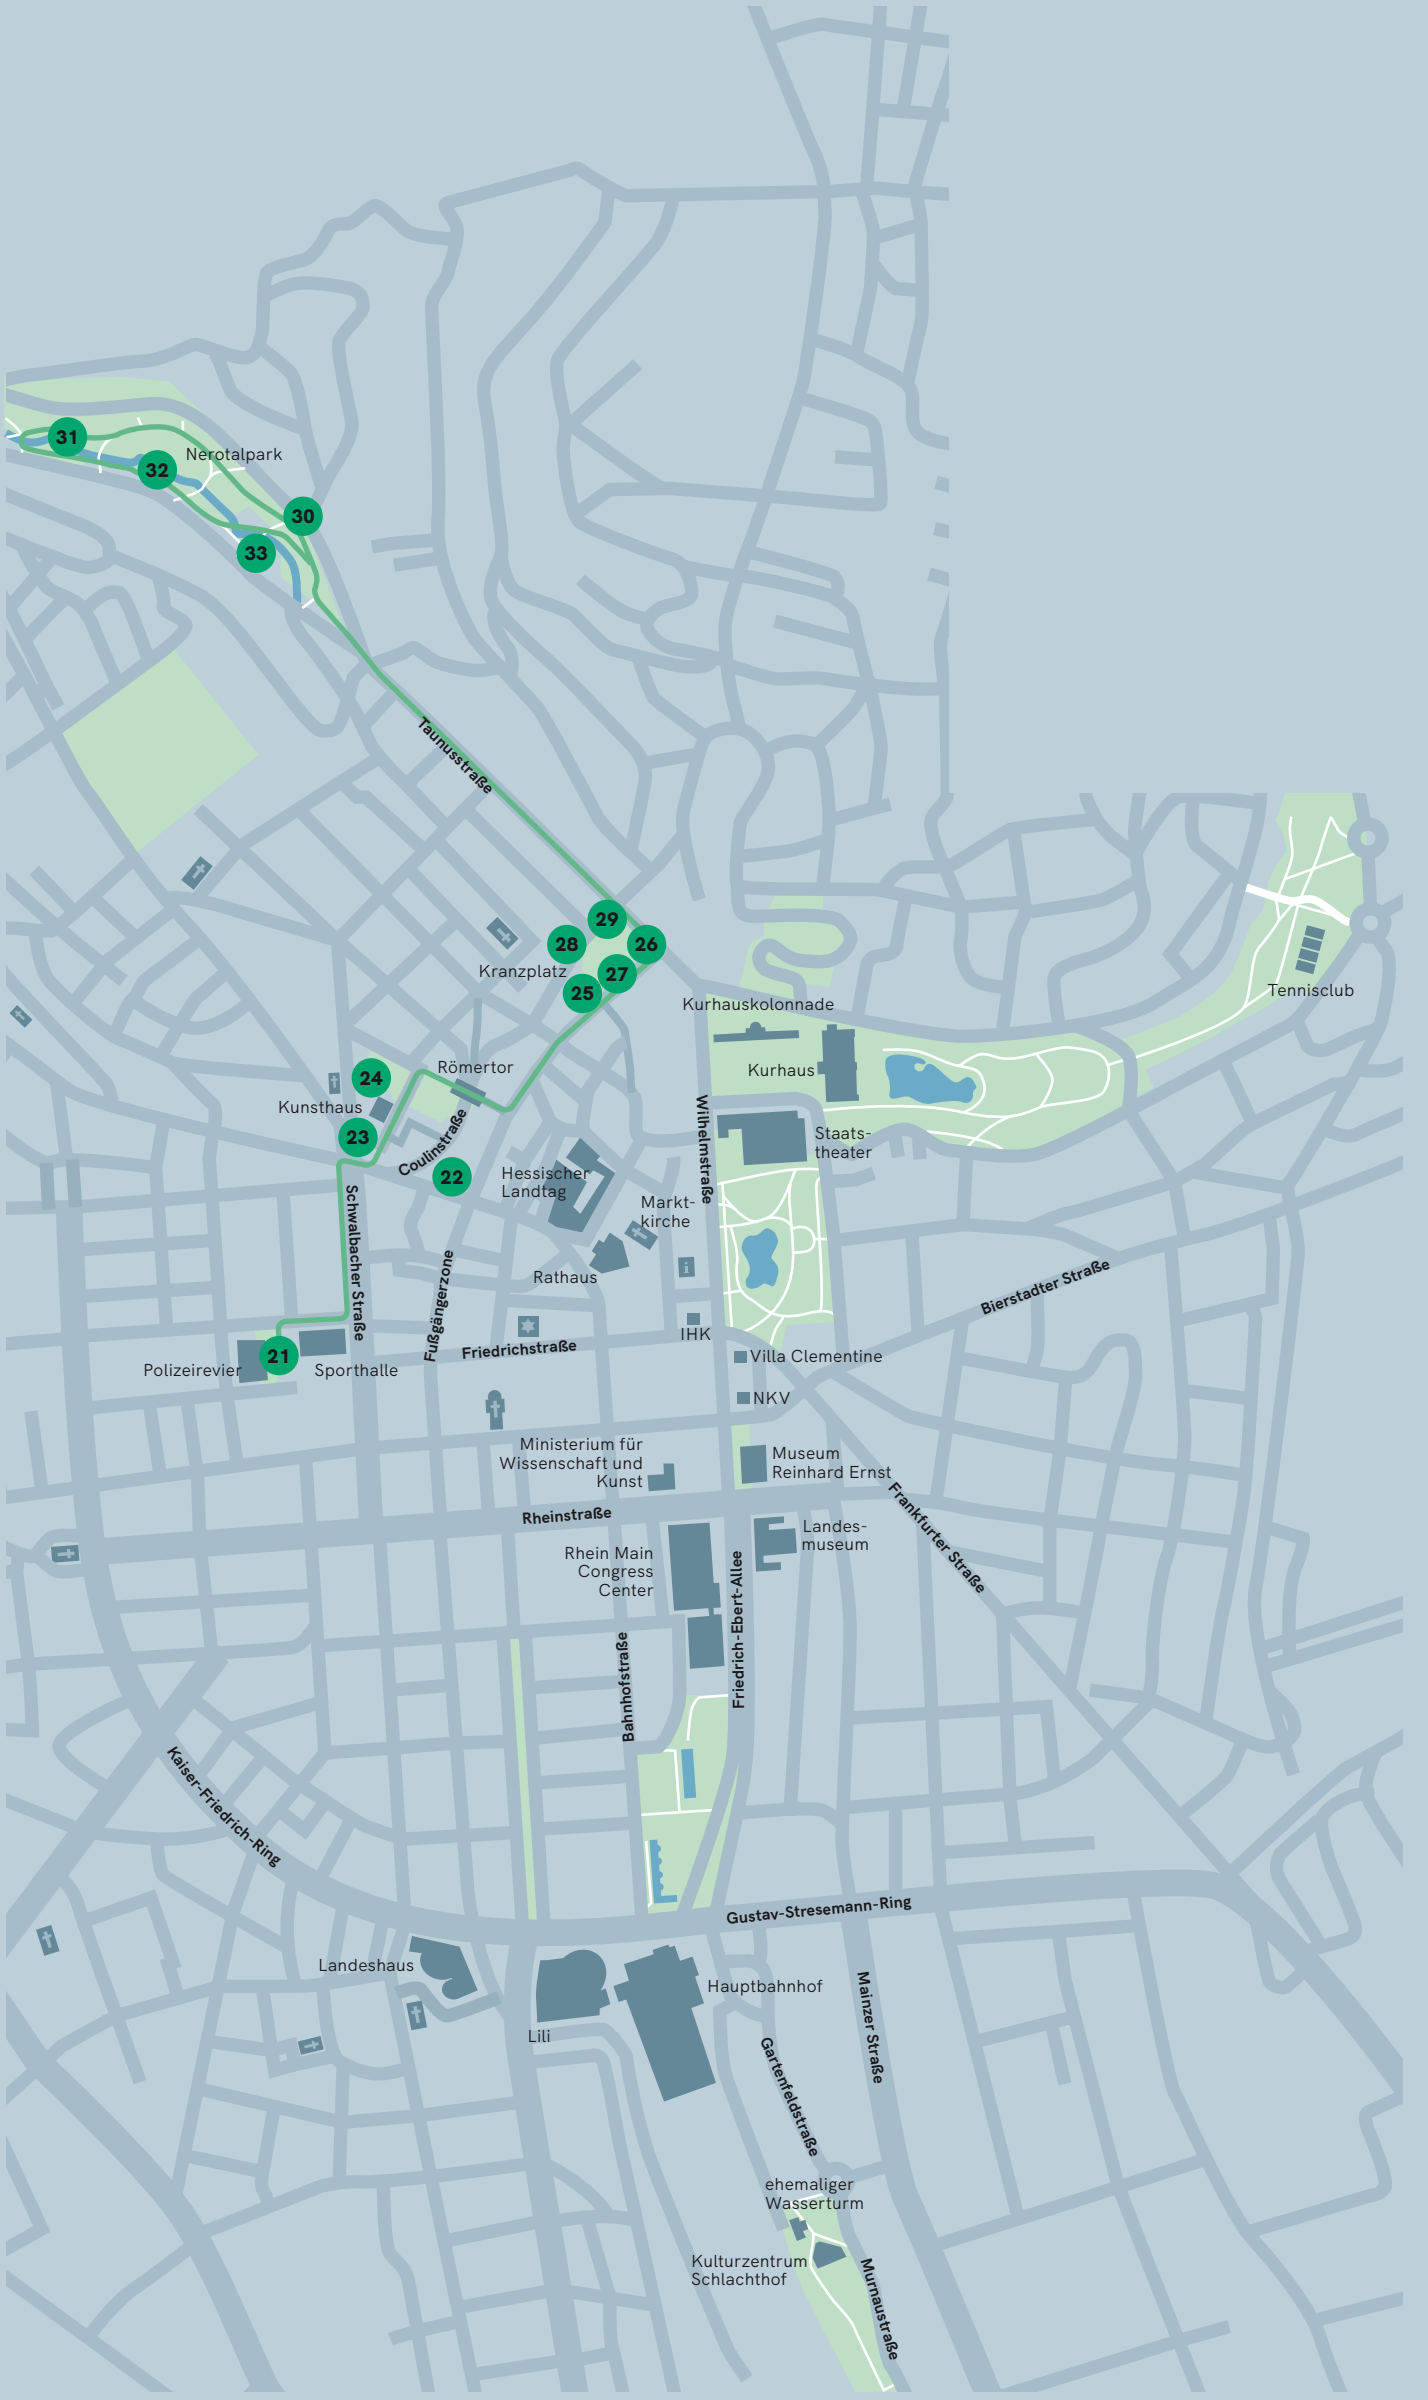 31
Nerotalpark
32
30
33
Taunusstraße
29
28
26
Kranzplatz
27
25
Tennisclub
Kurhauskolonnade
24
Römertor
Kurhaus
Kunsthaus
23
Coulinstraße
Wilhelmstraße
Staats-
theater
22
Hessischer
Landtag
Schwalbacher Straße
Markt-
kirche
Fußgängerzone
Rathaus
i
Bierstadter Straße
IHK
Friedrichstraße
21
Polizeirevier
Sporthalle
Villa Clementine
NKV
Ministerium für
Wissenschaft und
Kunst
Museum
Reinhard Ernst
Frankfurter Straße
Rheinstraße
Landes-
museum
Rhein Main
Congress
Center
Friedrich-Ebert-Allee
Bahnhofstraße
Kaiser-Friedrich-Ring
Gustav-Stresemann-Ring
Landeshaus
Hauptbahnhof
Mainzer Straße
Lili
Gartenfeldstraße
ehemaliger
Wasserturm
Kulturzentrum
Schlachthof
Murnaustraße